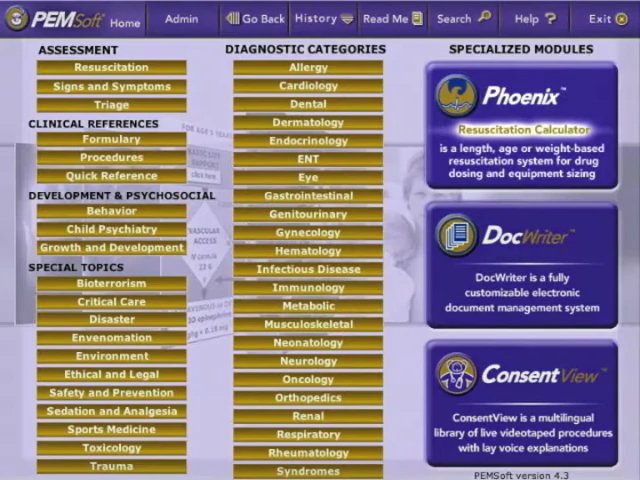 PEMSoft Home
Admin
Go Back
History
Read Me
Search
Help
Exit
ASSESSMENT
Resuscitation
Signs and Symptoms
Triage
CLINICAL REFERENCES
Formulary
Procedures
Quick Reference
DEVELOPMENT & PSYCHOSOCIAL
Behavior
Child Psychiatry
Growth and Development
SPECIAL TOPICS
Bioterrorism
Critical Care
Disaster
Envenomation
Environment
Ethical and Legal
Safety and Prevention
Sedation and Analgesia
Sports Medicine
Toxicology
Trauma
VASCULAR
ACCESS
DIAGNOSTIC CATEGORIES
Allergy
Cardiology
Dental
Dermatology
Endocrinology
ENT
Eye
Gastrointestinal
Genitourinary
Gynecology
Hematology
Infectious Disease
Immunology
Metabolic
Musculoskeletal
Neonatology
Neurology
Oncology
Orthopedics
Renal
Respiratory
Rheumatology
Syndromes
SPECIALIZED MODULES
Phoenix™
Resuscitation Calculator
is a length, age or weight-based
resuscitation system for drug
dosing and equipment sizing
DocWriter™
DocWriter is a fully
customizable electronic
document management system
ConsentView™
ConsentView is a multilingual
library of live videotaped procedures
with lay voice explanations
PEMSoft version 4.3